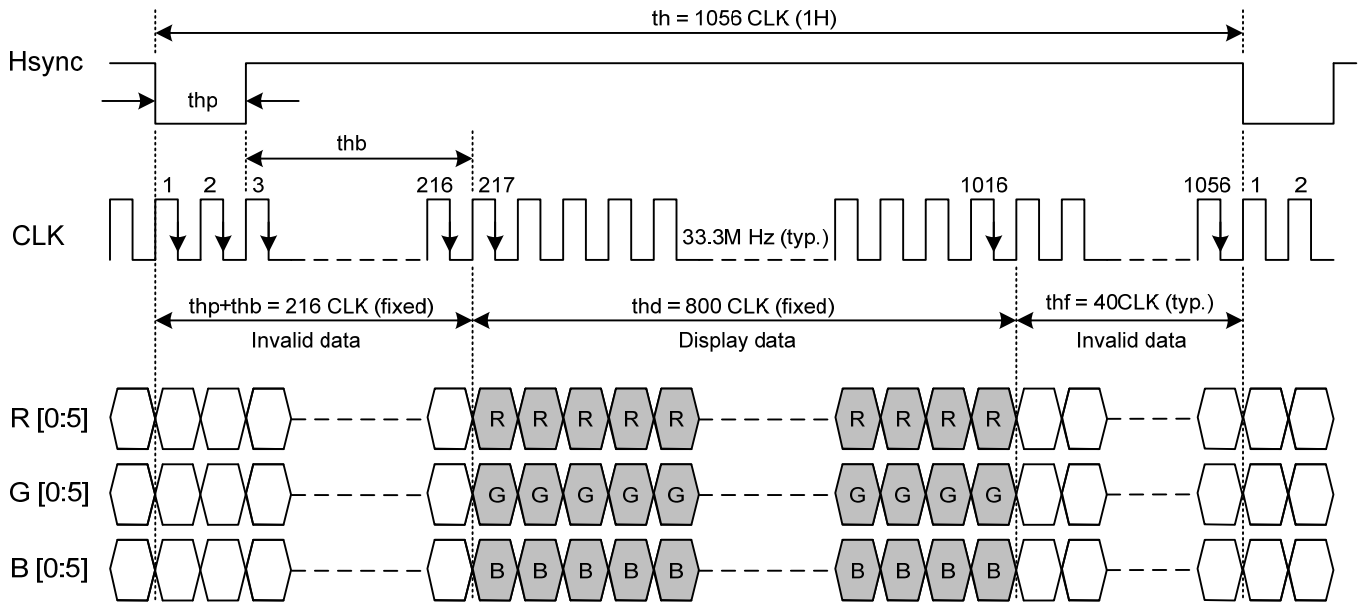 th = 1056 CLK (1H)
Hsync
thp
thb
1 2 3 216 217 1016 1056 1 2
CLK
33.3M Hz (typ.)
thp+thb = 216 CLK (fixed) thd = 800 CLK (fixed) thf = 40CLK (typ.)
Invalid data Display data Invalid data
R [0:5] R R R R R R R R R
G [0:5] G G G G G G G G G
B [0:5] B B B B B B B B B